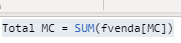 Total MC = SUM(fvenda[MC])